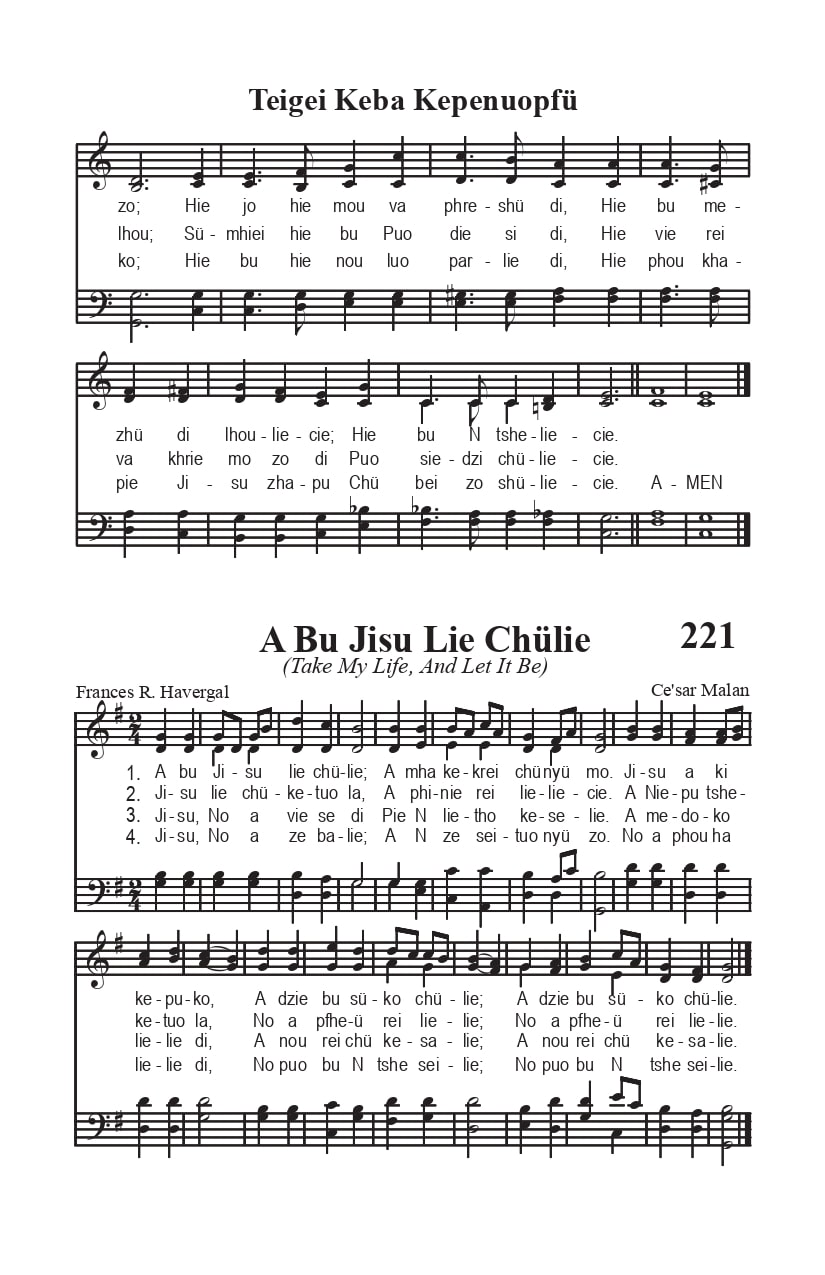 Teigei Keba Kepenuopfü
zo; Hie jo hie mou va phre-shü di, Hie bu me-
lhou; Sü-mhiei hie bu Puo die si di, Hie vie rei
ko; Hie bu hie nou luo par-lie di, Hie phou kha-
zhü di lhou-lie-cie; Hie bu N tshe-lie-cie.
va khrie mo zo di Puo sie-dzi chü-lie-cie.
pie Ji-su zha-pu Chü bei zo shü-lie-cie. A-MEN
A Bu Jisu Lie Chülie 221
(Take My Life, And Let It Be)
Frances R. Havergal Ce'sar Malan
1. A bu Ji-su lie chü-lie; A mha ke-krei chünyü mo. Ji-su a ki
2. Ji-su lie chü-ke-tuo la, A phi-nie rei lie-lie-cie. A Nie-pu tshe-
3. Ji-su, No a vie se di Pie N lie-tho ke-se-lie. A me-do-ko
4. Ji-su, No a ze ba-lie; A N ze sei-tuo nyü zo. No a phou ha
ke-pu-ko, A dzie bu sü-ko chü-lie; A dzie bu sü-ko chü-lie.
ke-tuo la, No a pfhe-ü rei lie-lie; No a pfhe-ü rei lie-lie.
lie-lie di, A nou rei chü ke-sa-lie; A nou rei chü ke-sa-lie.
lie-lie di, No puo bu N tshe sei-lie; No puo bu N tshe sei-lie.